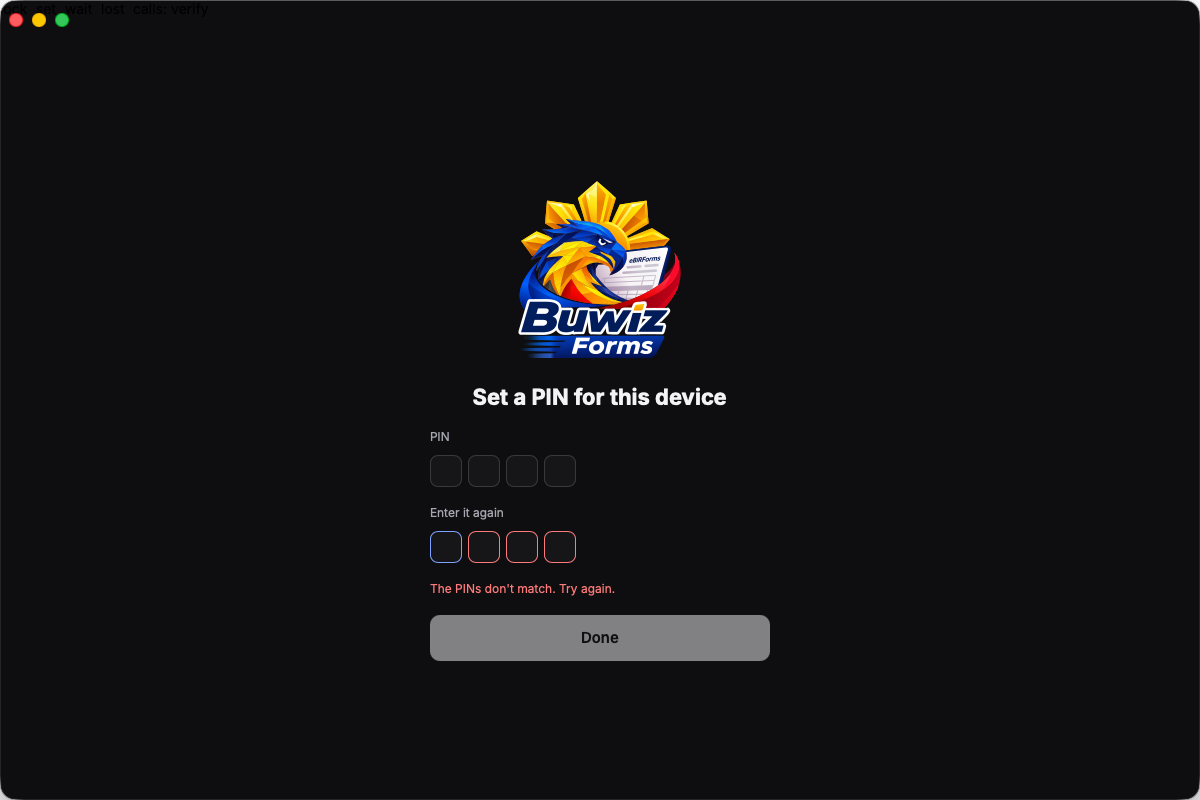 set wait lost calls: verify
eBIRForms
Buwiz
Forms
Set a PIN for this device
PIN
Enter it again
The PINs don't match. Try again.
Done